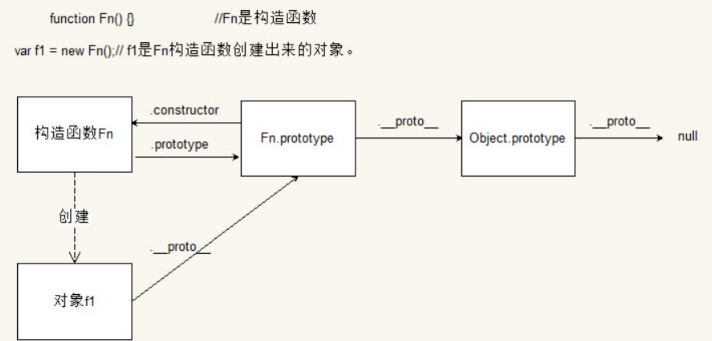 function Fn() {} //Fn是构造函数
var f1 = new Fn();// f1是Fn构造函数创建出来的对象。
.constructor
.__proto__
.__proto__
构造函数Fn
Fn.prototype
Object.prototype
null
.prototype
创建
.__proto__
对象f1